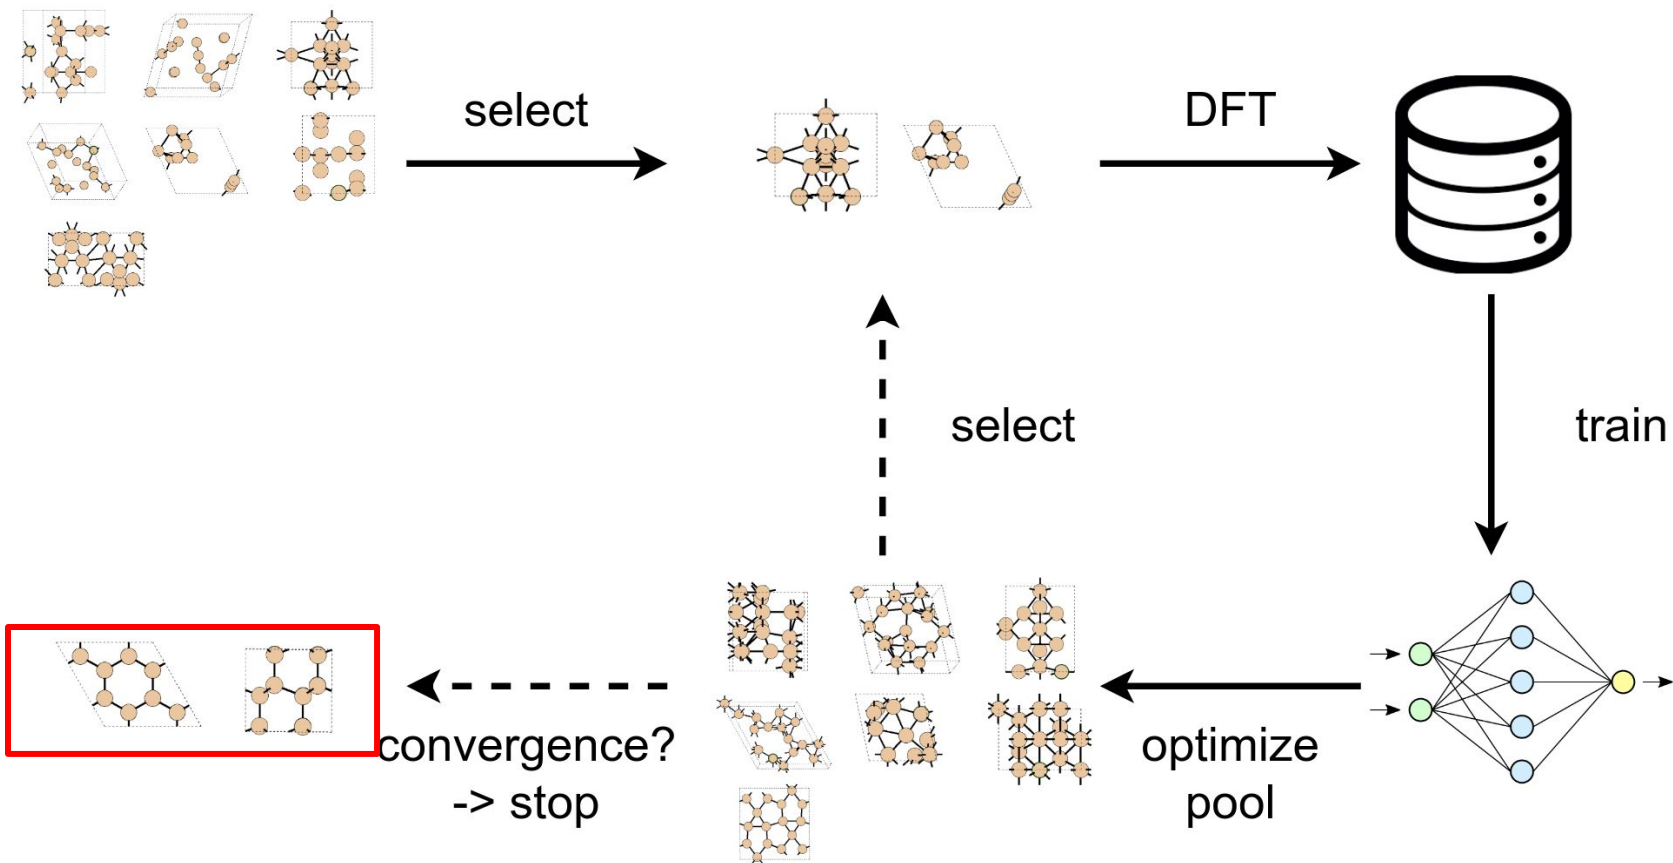 select
DFT
select
train
convergence?
-> stop
optimize
pool